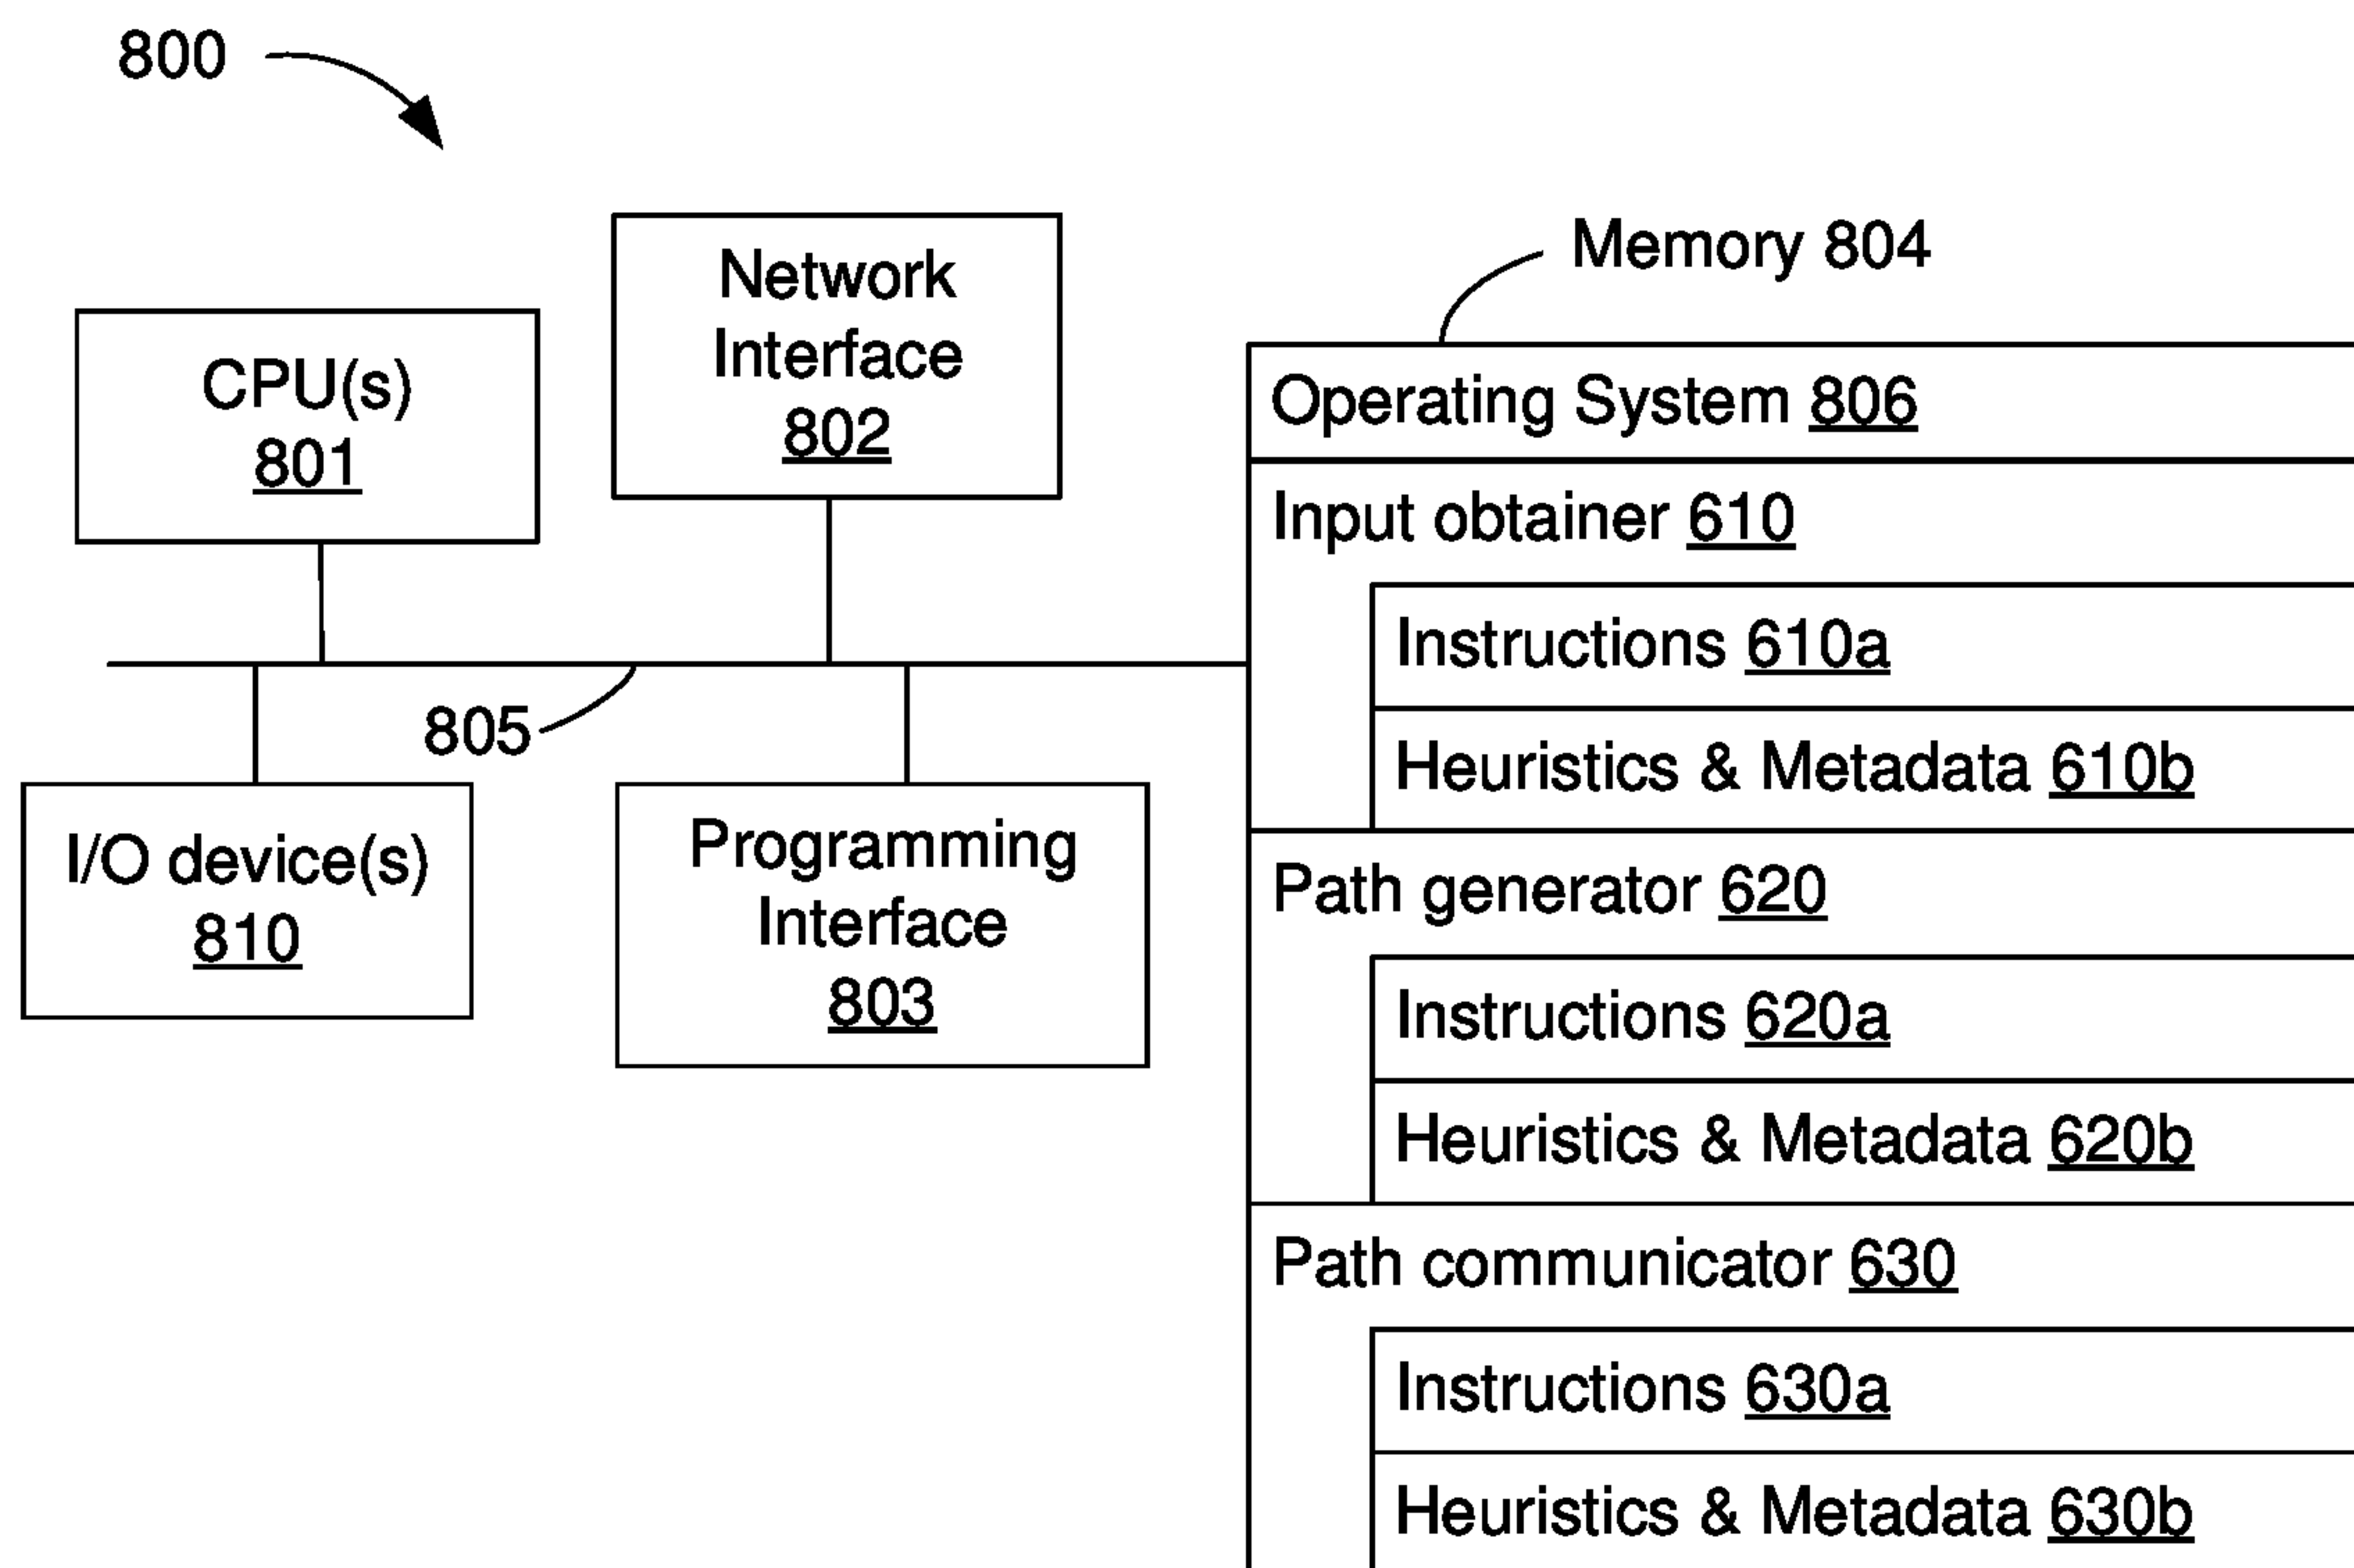 800
Network
Interface
802
Memory 804
CPU(s)
801
Operating System 806
Input obtainer 610
Instructions 610a
805
Heuristics & Metadata 610b
I/O device(s)
810
Programming
Interface
803
Path generator 620
Instructions 620a
Heuristics & Metadata 620b
Path communicator 630
Instructions 630a
Heuristics & Metadata 630b